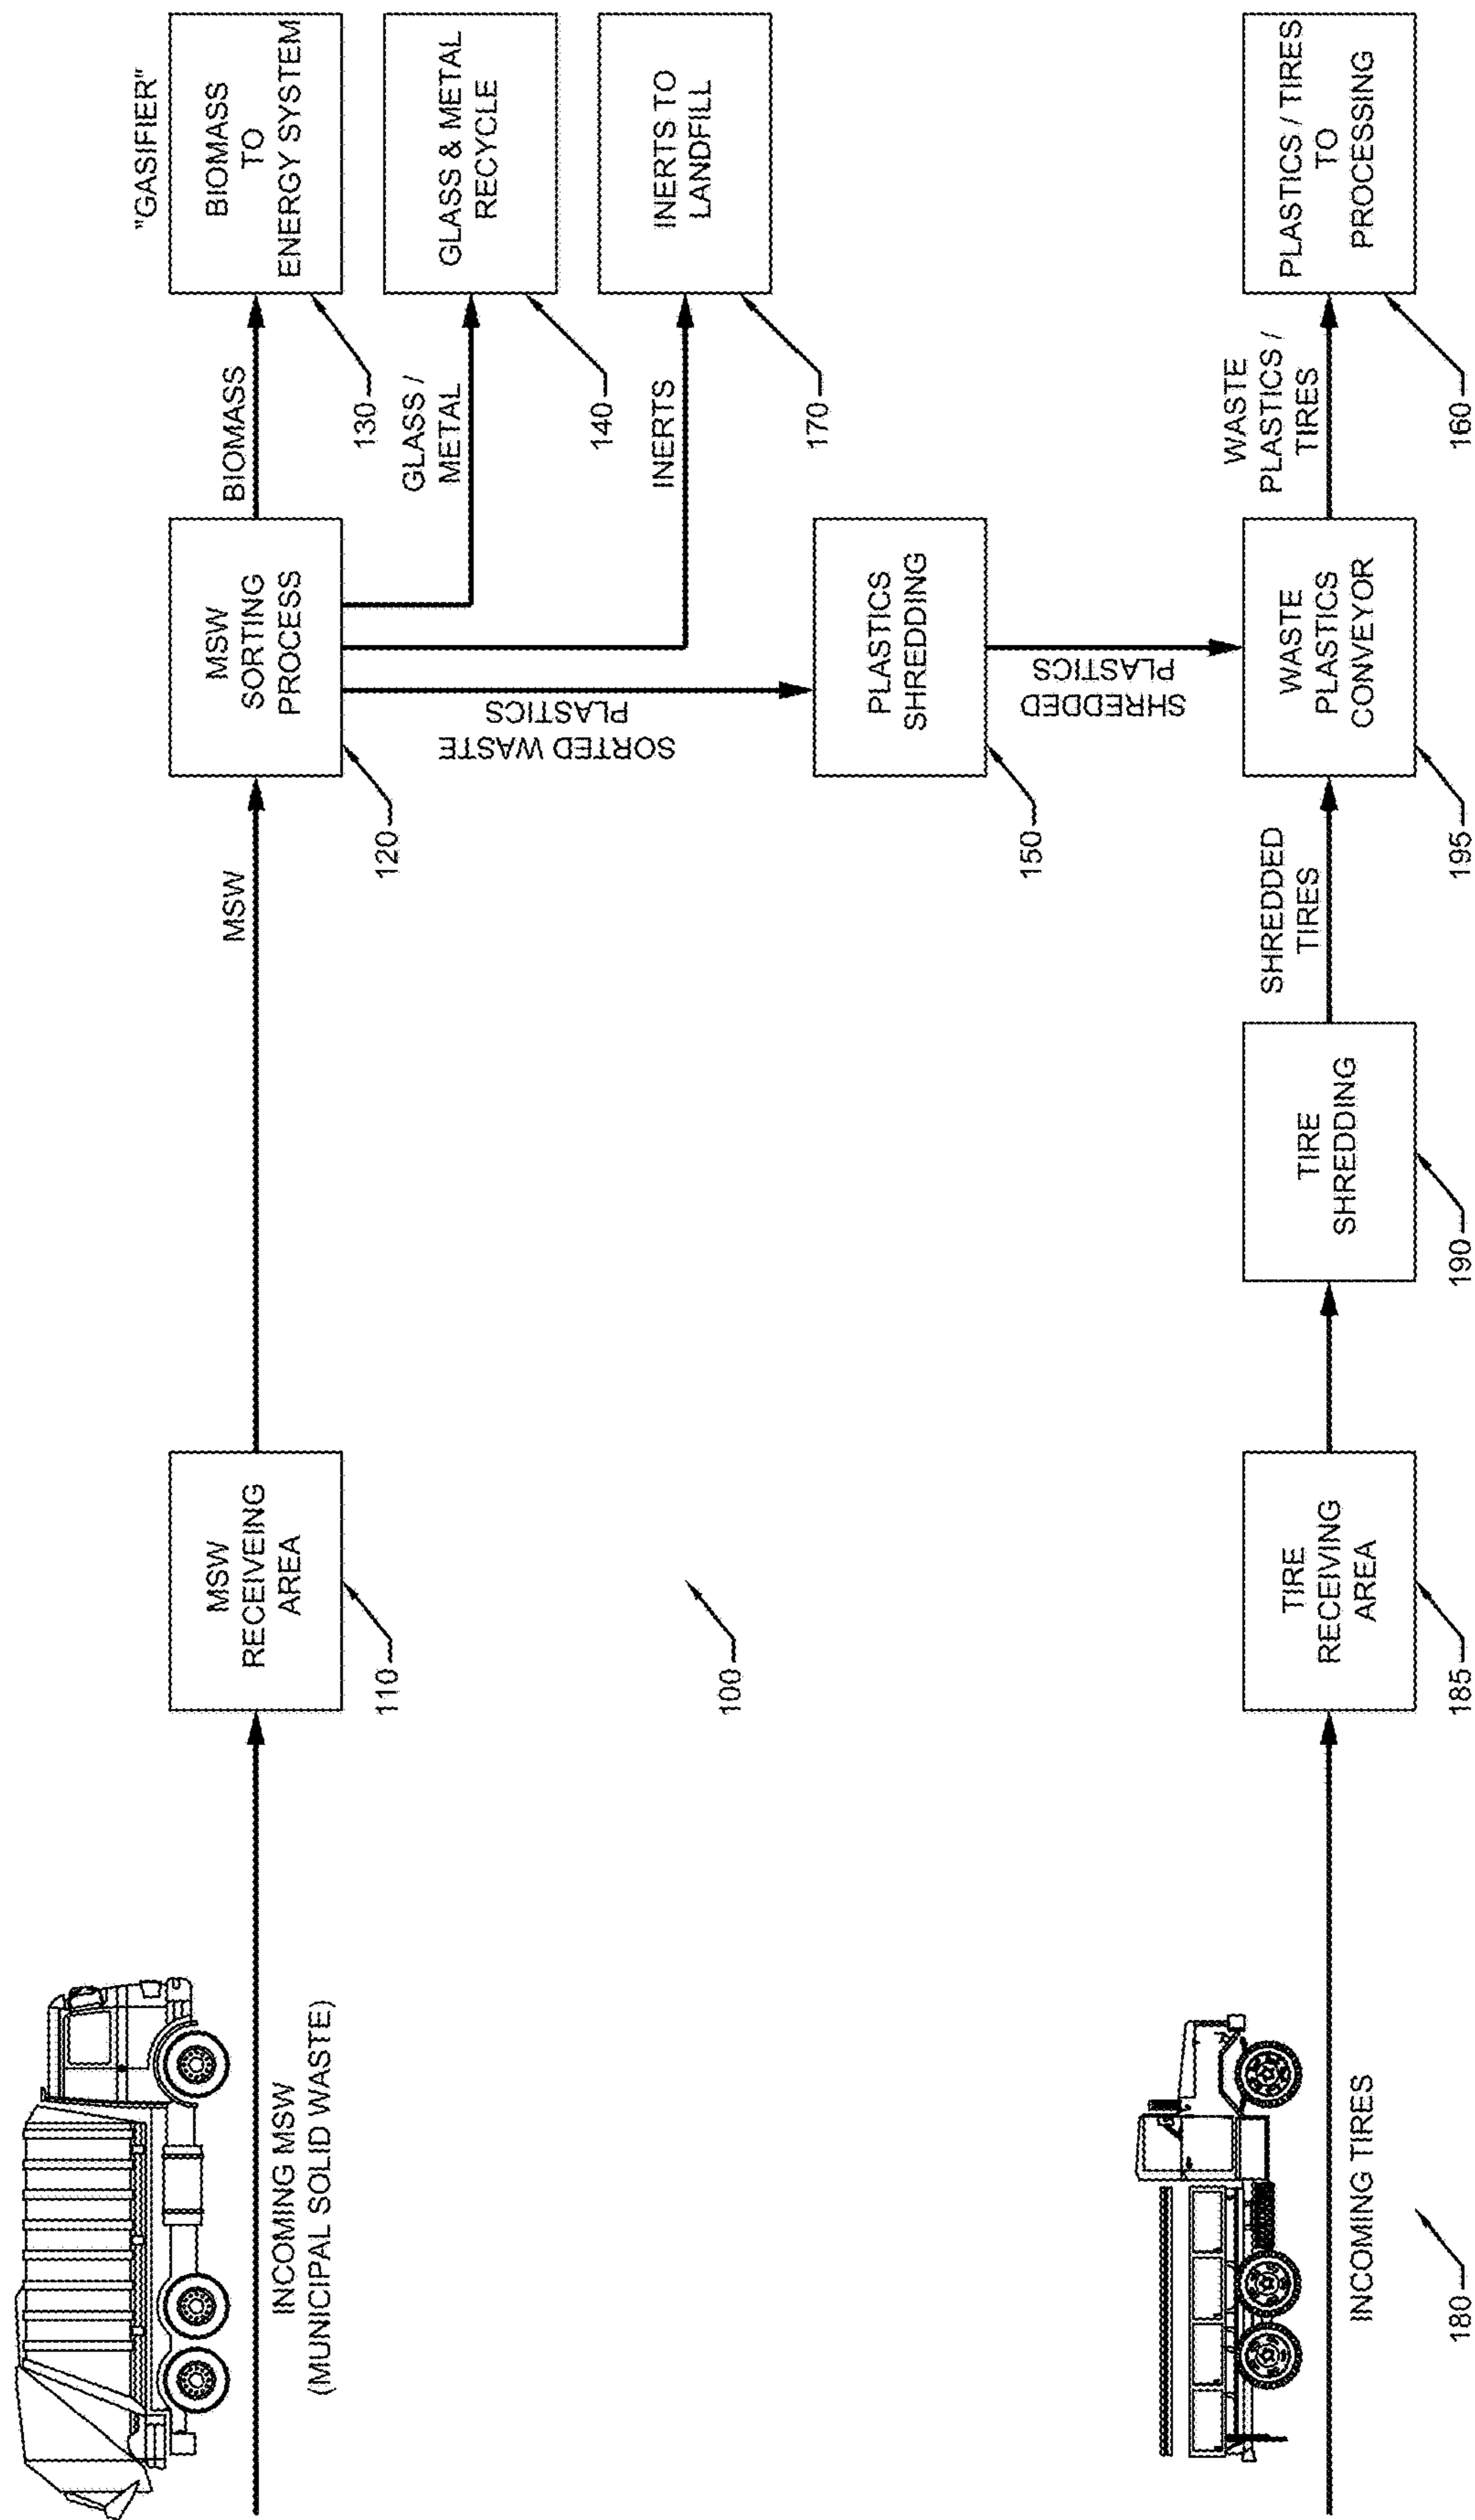 "GASIFIER"
INCOMING MSW
(MUNICIPAL SOLID WASTE)
MSW
RECEIVEING
AREA
110
MSW
MSW
SORTING
PROCESS
120
BIOMASS
BIOMASS
TO
ENERGY SYSTEM
130
GLASS /
METAL
GLASS & METAL
RECYCLE
140
INERTS
INERTS TO
LANDFILL
170
SORTED WASTE
PLASTICS
100
PLASTICS
SHREDDING
150
SHREDDED
PLASTICS
INCOMING TIRES
180
TIRE
RECEIVING
AREA
185
TIRE
SHREDDING
190
SHREDDED
TIRES
WASTE
PLASTICS
CONVEYOR
195
WASTE
PLASTICS /
TIRES
PLASTICS / TIRES
TO
PROCESSING
160